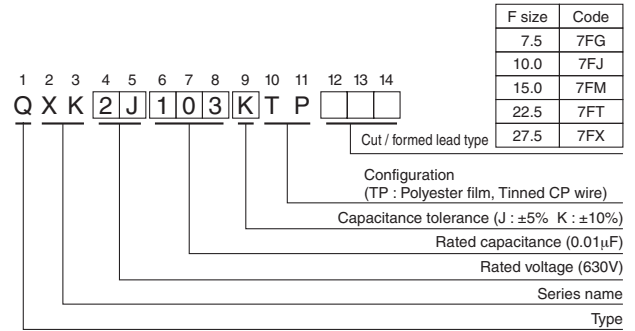 F size Code
7.5 7FG
10.0 7FJ
15.0 7FM
22.5 7FT
27.5 7FX
1 2 3 4 5 6 7 8 9 10 11 12 13 14
Q X K 2 J 1 0 3 K T P
Cut / formed lead type
Configuration
(TP : Polyester film, Tinned CP wire)
Capacitance tolerance (J : ±5% K : ±10%)
Rated capacitance (0.01μF)
Rated voltage (630V)
Series name
Type